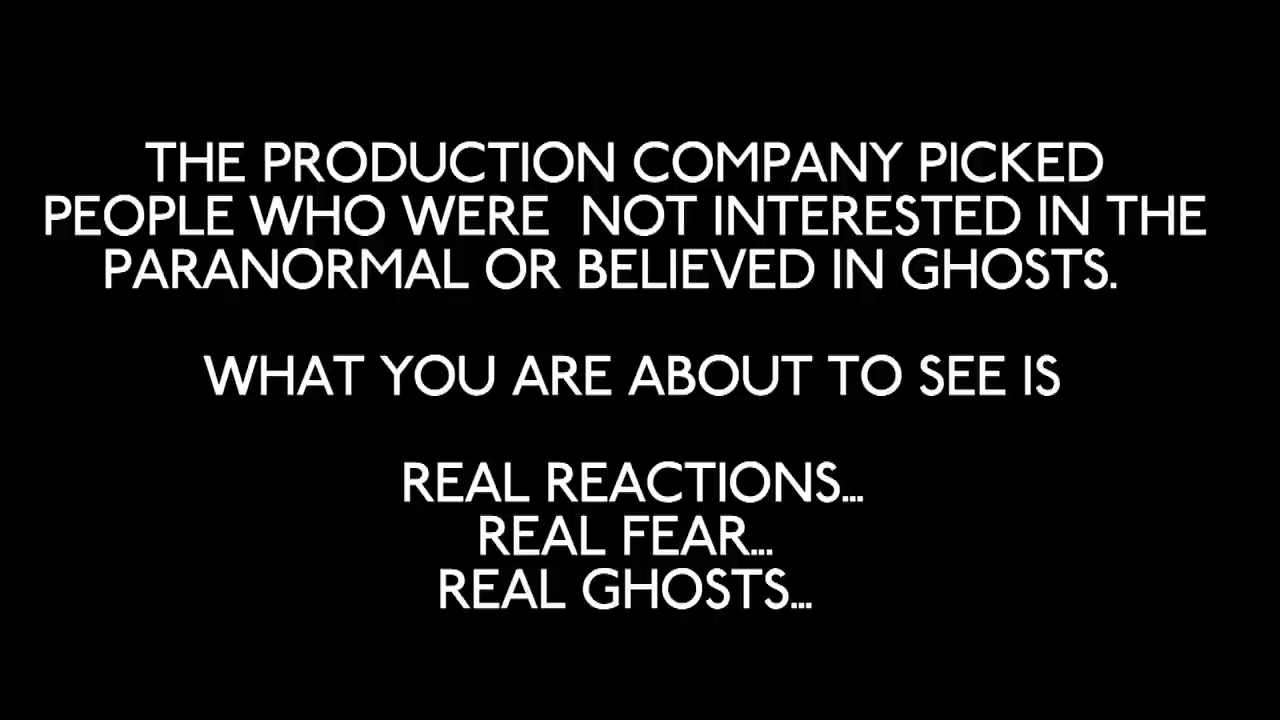 THE PRODUCTION COMPANY PICKED
PEOPLE WHO WERE  NOT INTERESTED IN THE
PARANORMAL OR BELIEVED IN GHOSTS.
WHAT YOU ARE ABOUT TO SEE IS
REAL REACTIONS...
REAL FEAR...
REAL GHOSTS...